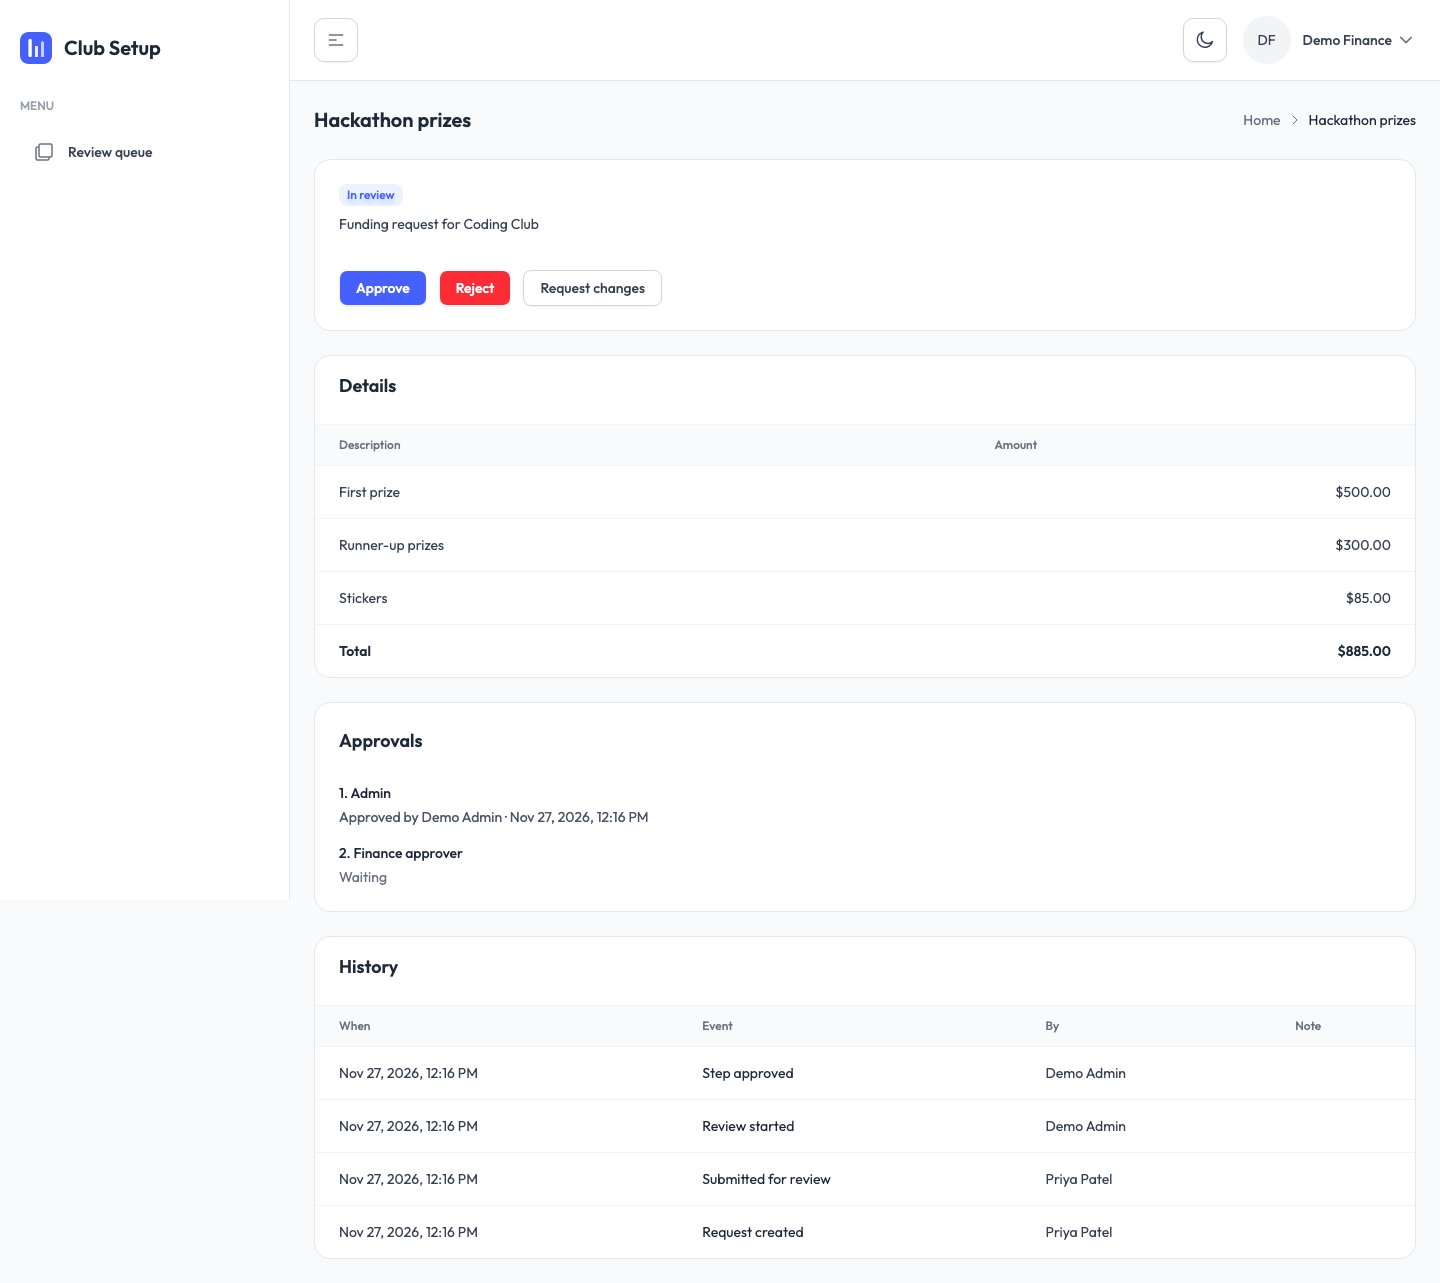 Club Setup
MENU
Review queue
DF
Demo Finance
Hackathon prizes
Home
Hackathon prizes
In review
Funding request for Coding Club
Approve
Reject
Request changes
Details
Description
Amount
First prize
$500.00
Runner-up prizes
$300.00
Stickers
$85.00
Total
$885.00
Approvals
1. Admin
Approved by Demo Admin · Nov 27, 2026, 12:16 PM
2. Finance approver
Waiting
History
When
Event
By
Note
Nov 27, 2026, 12:16 PM
Step approved
Demo Admin
Nov 27, 2026, 12:16 PM
Review started
Demo Admin
Nov 27, 2026, 12:16 PM
Submitted for review
Priya Patel
Nov 27, 2026, 12:16 PM
Request created
Priya Patel